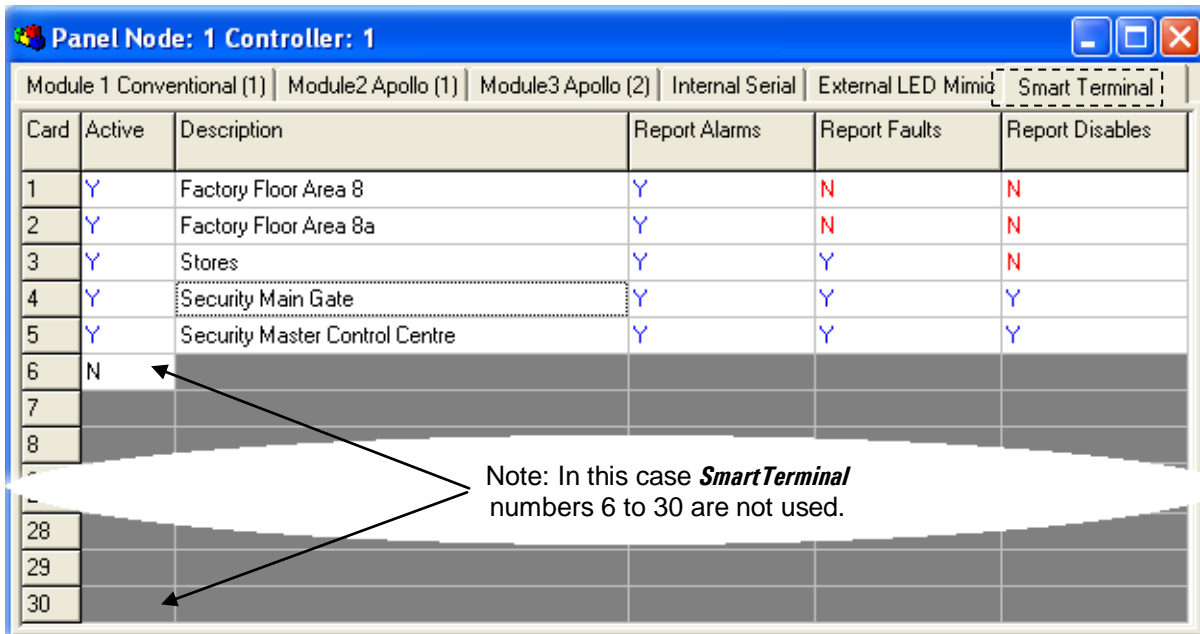 Panel Node: 1 Controller: 1
Module 1 Conventional (1) Module2 Apollo (1) Module3 Apollo (2) Internal Serial External LED Mimic Smart Terminal
Card Active Description Report Alarms Report Faults Report Disables
1 Y Factory Floor Area 8 Y N N
2 Y Factory Floor Area 8a Y N N
3 Y Stores Y Y N
4 Y Security Main Gate Y Y Y
5 Y Security Master Control Centre Y Y Y
6 N
7
8
Note: In this case SmartTerminal
numbers 6 to 30 are not used.
28
29
30